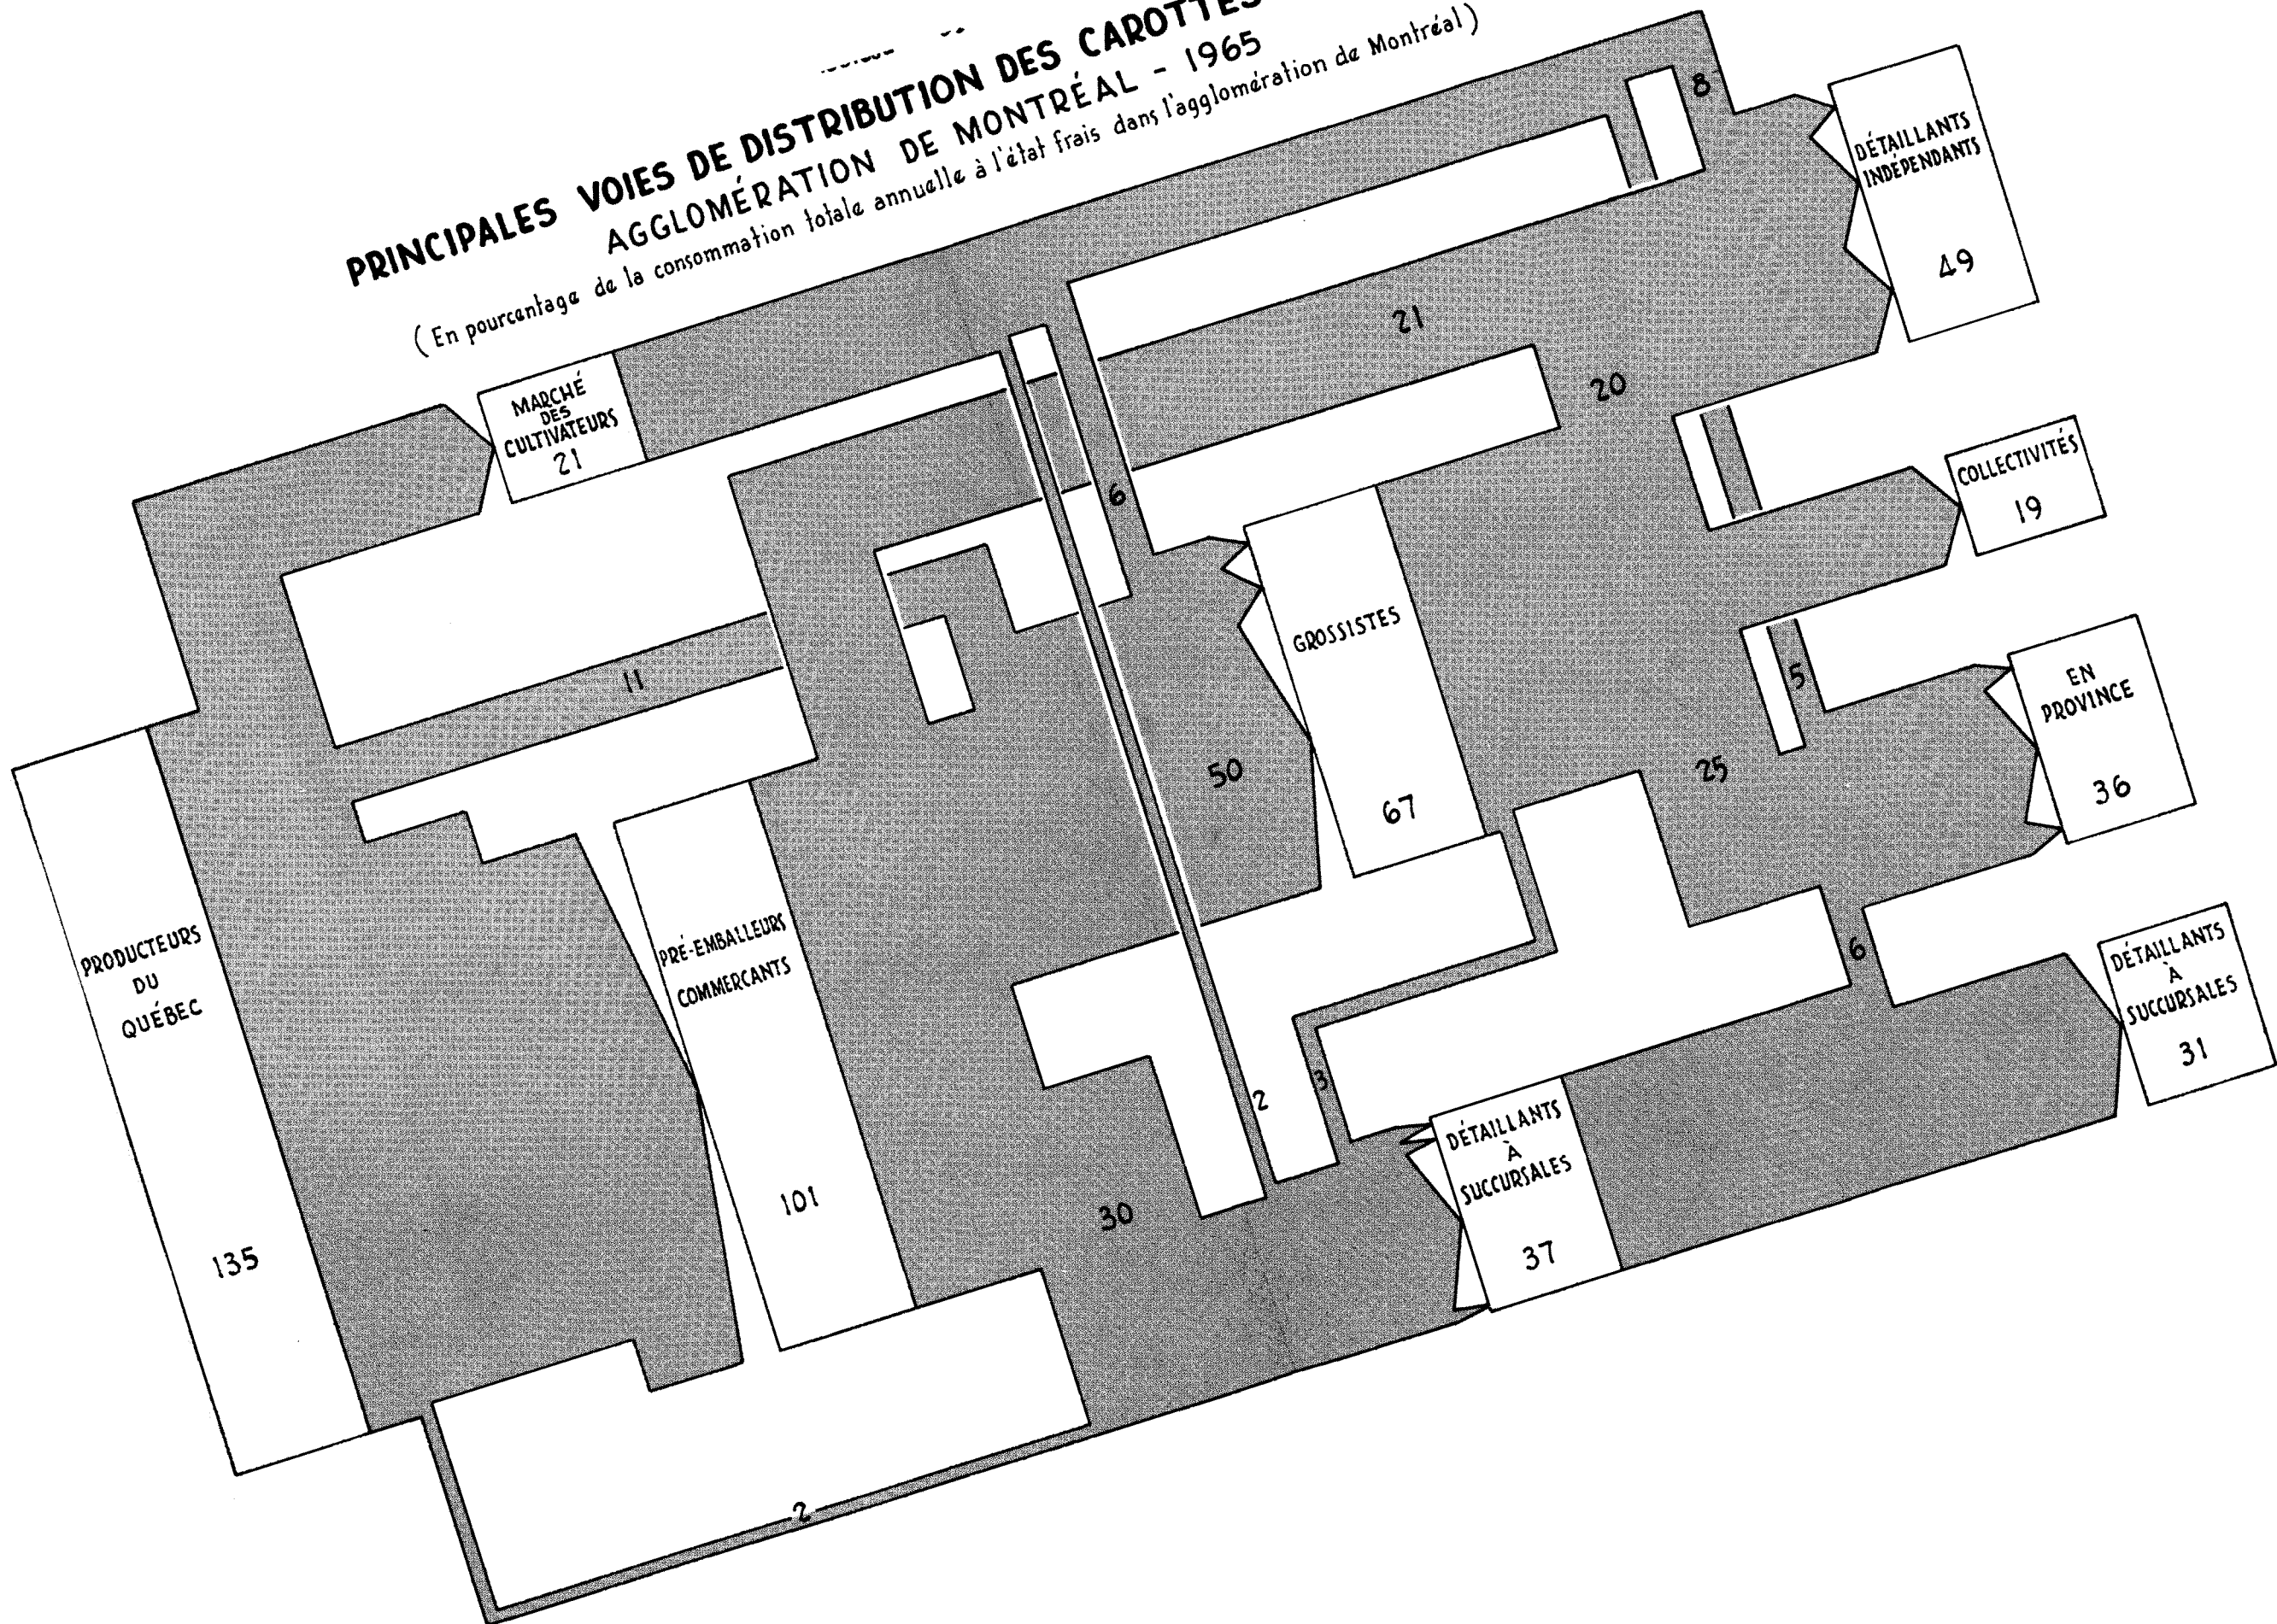 PRINCIPALES VOIES DE DISTRIBUTION DES CAROTTES
AGGLOMÉRATION DE MONTRÉAL - 1965
(En pourcentage de la consommation totale annuelle à l'état frais dans l'agglomération de Montréal)
8
DÉTAILLANTS
INDÉPENDANTS
49
21
20
MARCHÉ
DES
CULTIVATEURS
21
6
COLLECTIVITÉS
19
11
GROSSISTES
67
50
5
25
EN
PROVINCE
36
PRODUCTEURS
DU
QUÉBEC
135
PRÉ-EMBALLEURS
COMMERCANTS
101
6
DÉTAILLANTS
À
SUCCURSALES
31
2
3
30
DÉTAILLANTS
À
SUCCURSALES
37
2